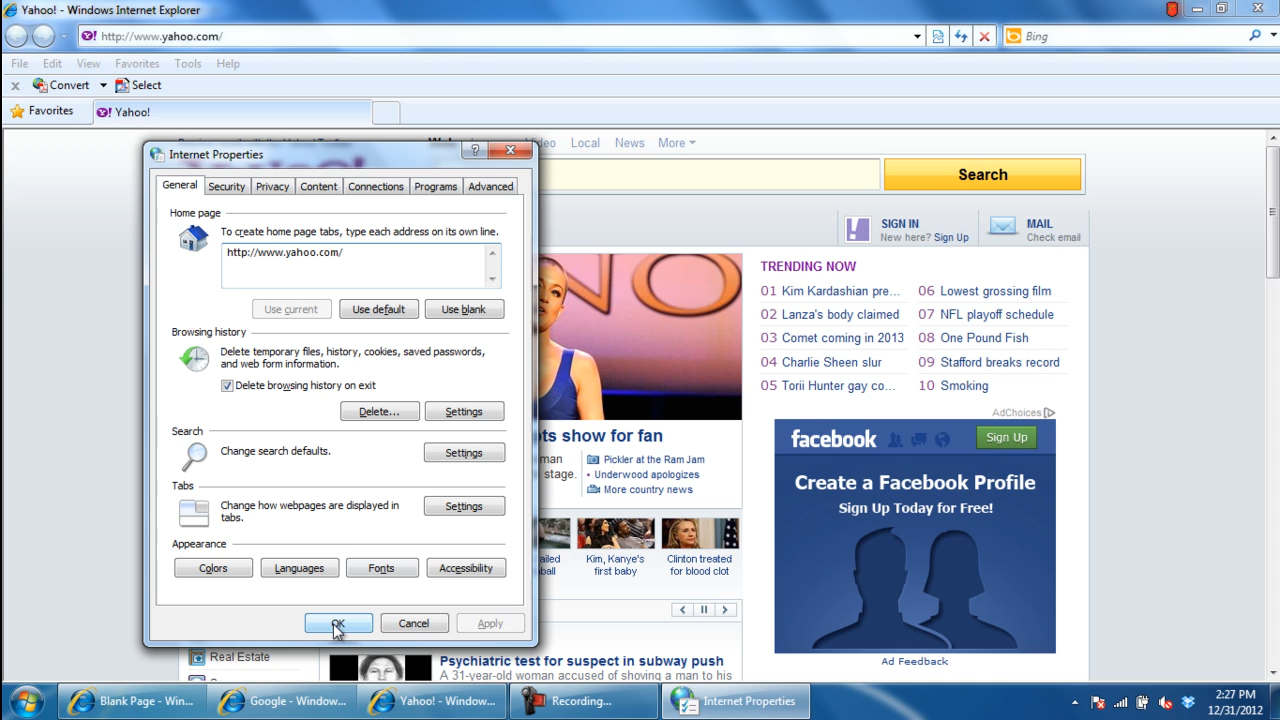 Yahoo! - Windows Internet Explorer
http://www.yahoo.com/
Bing
File Edit View Favorites Tools Help
x Convert Select
Favorites
Yahoo!
Local News More
Internet Properties
General Security Privacy Content Connections Programs Advanced
Home page
To create home page tabs, type each address on its own line.
http://www.yahoo.com/
Use current Use default Use blank
Browsing history
Delete temporary files, history, cookies, saved passwords,
and web form information.
Delete browsing history on exit
Delete... Settings
Search
Change search defaults.
Settings
Tabs
Change how webpages are displayed in
tabs.
Settings
Appearance
Colors Languages Fonts Accessibility
OK Cancel Apply
Search
SIGN IN
New here? Sign Up
MAIL
Check email
TRENDING NOW
01 Kim Kardashian pre...
02 Lanza's body claimed
03 Comet coming in 2013
04 Charlie Sheen slur
05 Torii Hunter gay co...
06 Lowest grossing film
07 NFL playoff schedule
08 One Pound Fish
09 Stafford breaks record
10 Smoking
AdChoices
facebook
Sign Up
Create a Facebook Profile
Sign Up Today for Free!
Ad Feedback
NO
ts show for fan
man
stage.
Pickler at the Ram Jam
• Underwood apologizes
More country news
Kim, Kanye's
first baby
Clinton treated
for blood clot
Real Estate
Psychiatric test for suspect in subway push
A 31-year-old woman accused of shoving a man to his
Blank Page - Win...
Google - Window...
Yahoo! - Window...
Recording...
Internet Properties
2:27 PM
12/31/2012